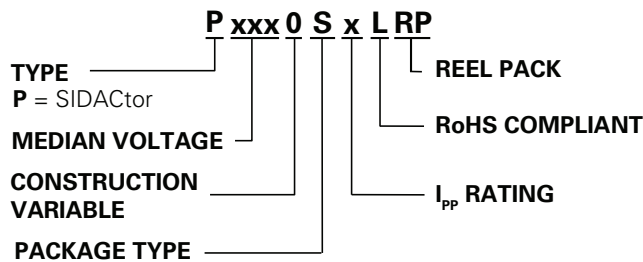 P xxx 0 S x L RP
TYPE
P = SIDACtor
MEDIAN VOLTAGE
CONSTRUCTION
VARIABLE
PACKAGE TYPE
REEL PACK
RoHS COMPLIANT
IPP RATING